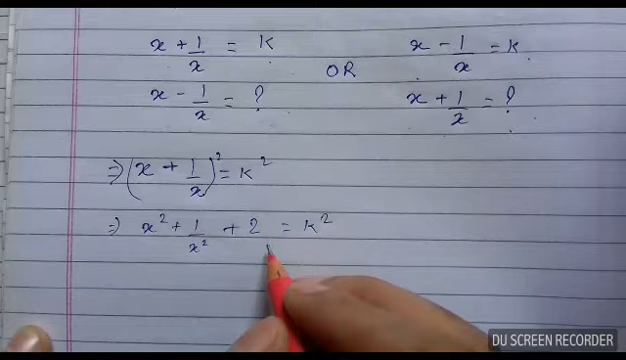 x + 1/x = k OR x - 1/x = k
x - 1/x = ? x + 1/x = ?
⇒ (x + 1/x)² = k²
⇒ x² + 1/x² + 2 = k²
DU SCREEN RECORDER